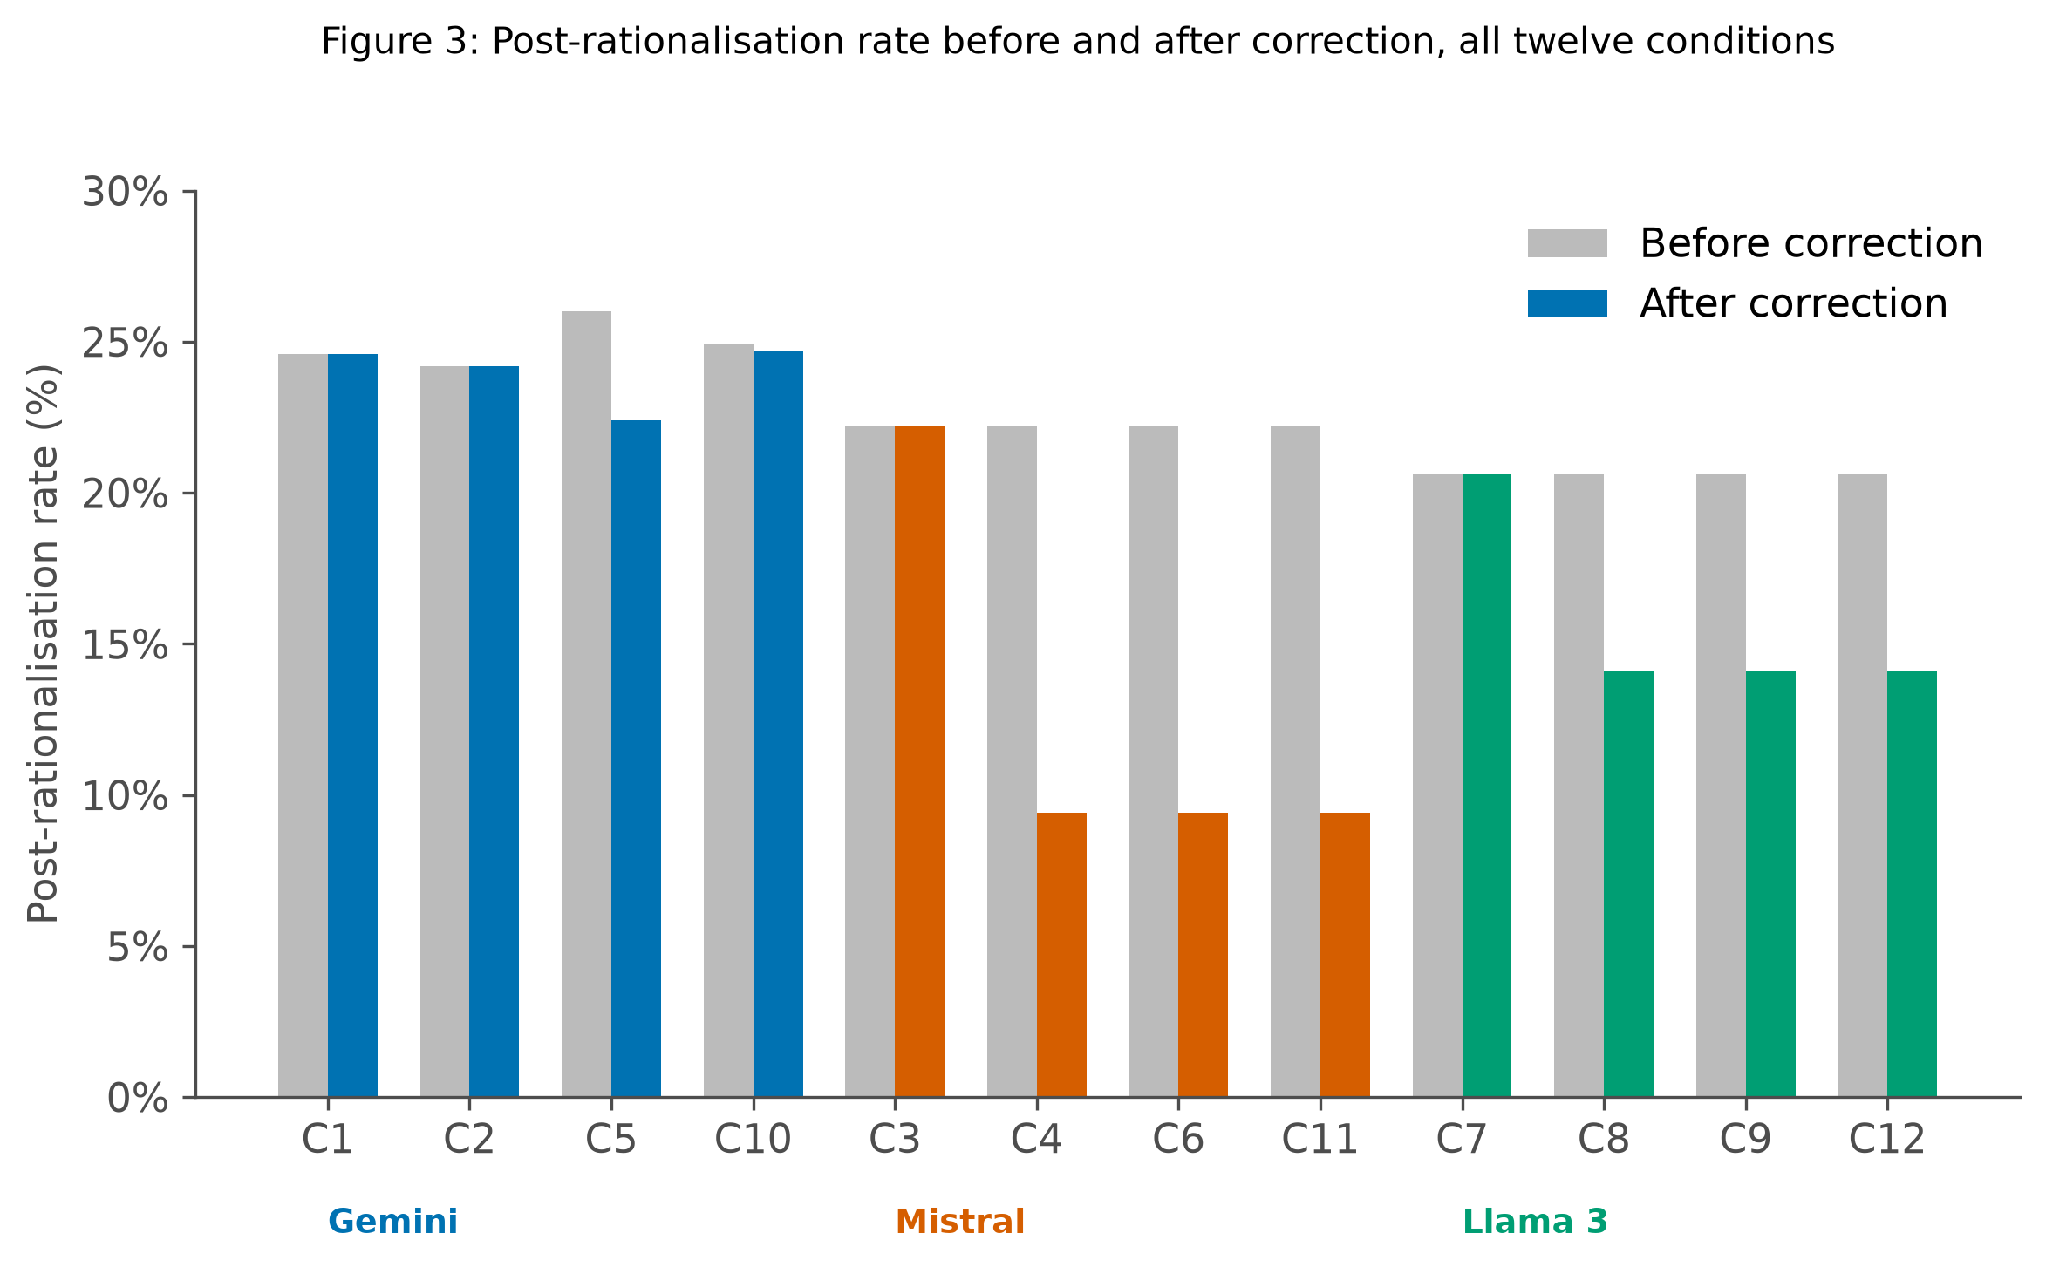 Figure 3: Post-rationalisation rate before and after correction, all twelve conditions
Before correction
After correction
Post-rationalisation rate (%)
30%
25%
20%
15%
10%
5%
0%
C1 C2 C5 C10 C3 C4 C6 C11 C7 C8 C9 C12
Gemini Mistral Llama 3